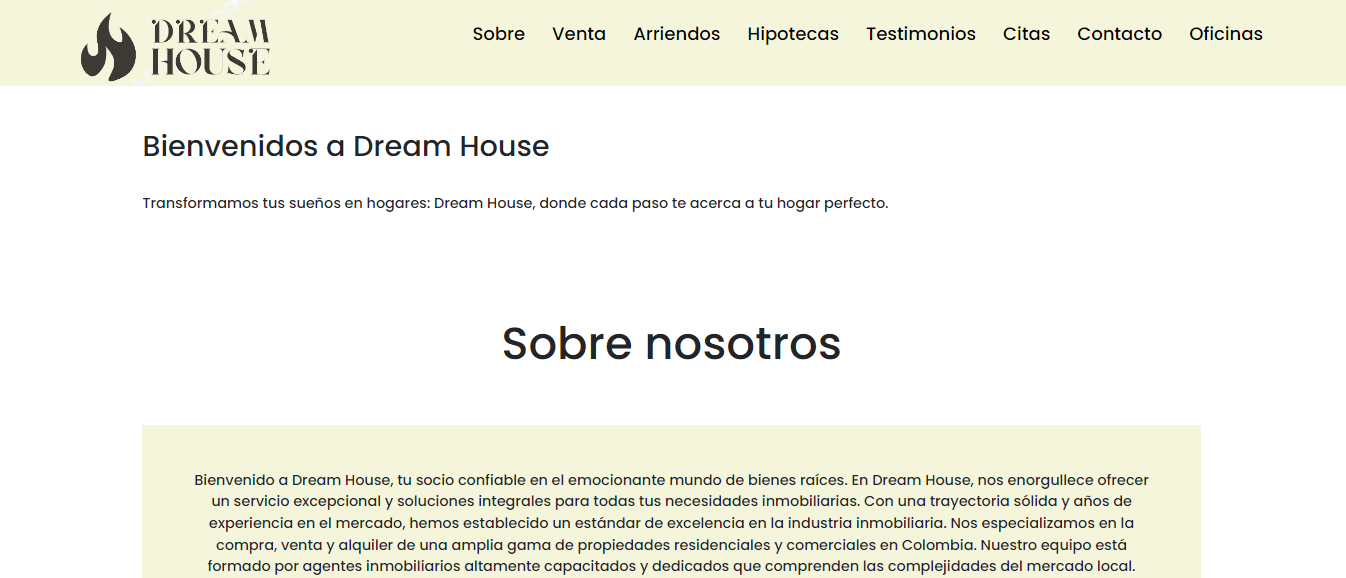 DREAM
HOUSE
Sobre Venta Arriendos Hipotecas Testimonios Citas Contacto Oficinas
Bienvenidos a Dream House
Transformamos tus sueños en hogares: Dream House, donde cada paso te acerca a tu hogar perfecto.
Sobre nosotros
Bienvenido a Dream House, tu socio confiable en el emocionante mundo de bienes raíces. En Dream House, nos enorgullece ofrecer
un servicio excepcional y soluciones integrales para todas tus necesidades inmobiliarias. Con una trayectoria sólida y años de
experiencia en el mercado, hemos establecido un estándar de excelencia en la industria inmobiliaria. Nos especializamos en la
compra, venta y alquiler de una amplia gama de propiedades residenciales y comerciales en Colombia. Nuestro equipo está
formado por agentes inmobiliarios altamente capacitados y dedicados que comprenden las complejidades del mercado local.